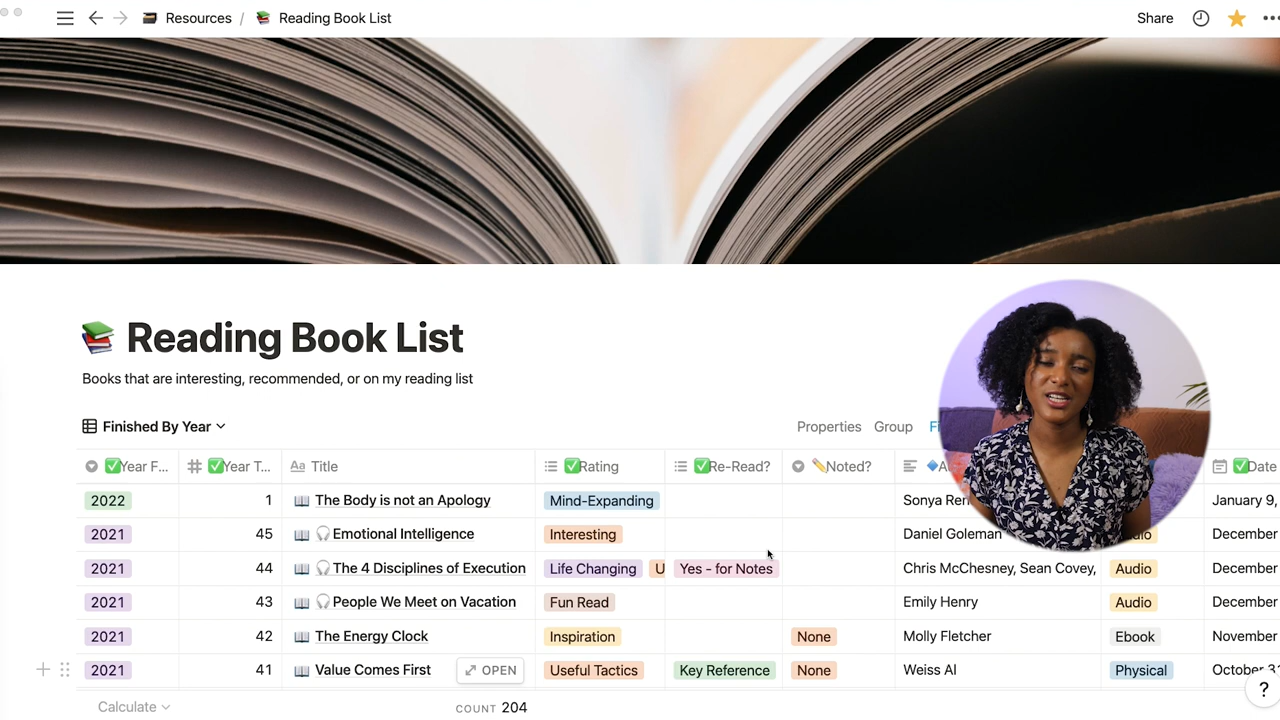 Resources / Reading Book List Share
Reading Book List
Books that are interesting, recommended, or on my reading list
Finished By Year Properties Group
Year F... Year T... Title Rating Re-Read? Noted? Date
2022 1 The Body is not an Apology Mind-Expanding Sonya January 9,
2021 45 Emotional Intelligence Interesting Daniel Goleman December
2021 44 The 4 Disciplines of Execution Life Changing U Yes - for Notes Chris McChesney, Sean Covey, Audio December
2021 43 People We Meet on Vacation Fun Read Emily Henry Audio December
2021 42 The Energy Clock Inspiration None Molly Fletcher Ebook November
2021 41 Value Comes First OPEN Useful Tactics Key Reference None Weiss Al Physical October 31
Calculate COUNT 204 ?